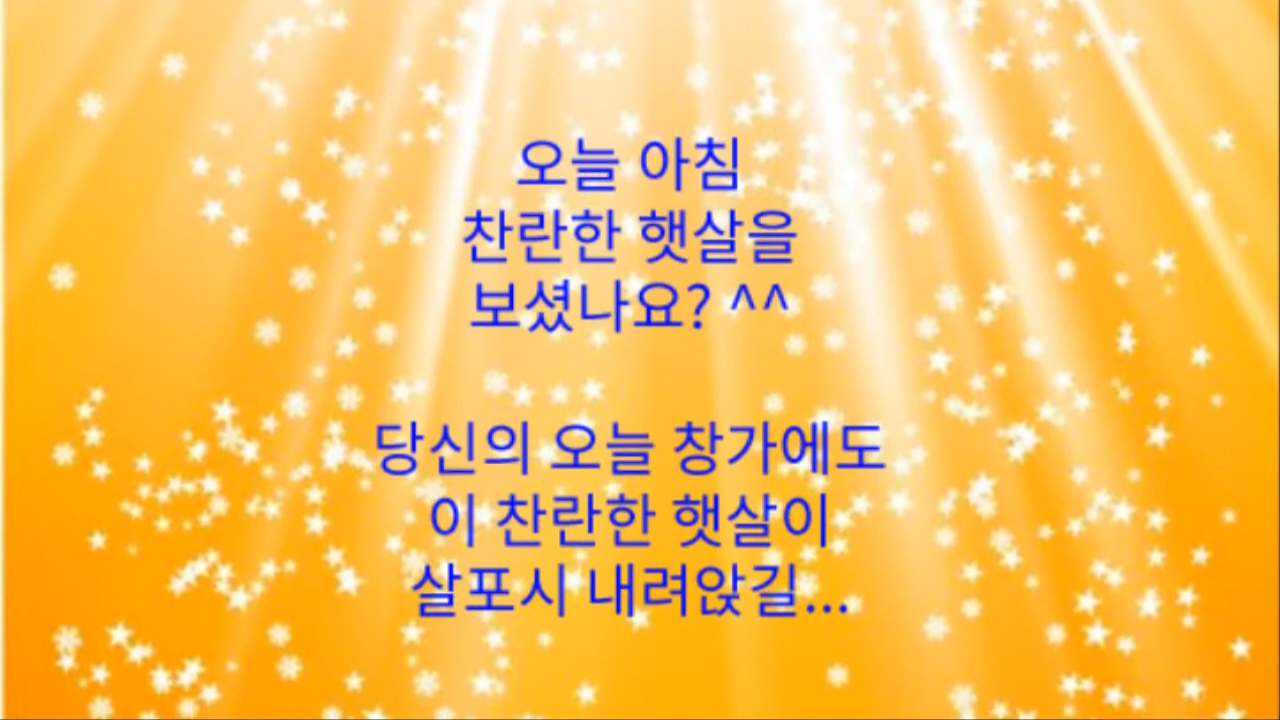 오늘 아침
찬란한 햇살을
보셨나요? ^^
당신의 오늘 창가에도
이 찬란한 햇살이
살포시 내려앉길...